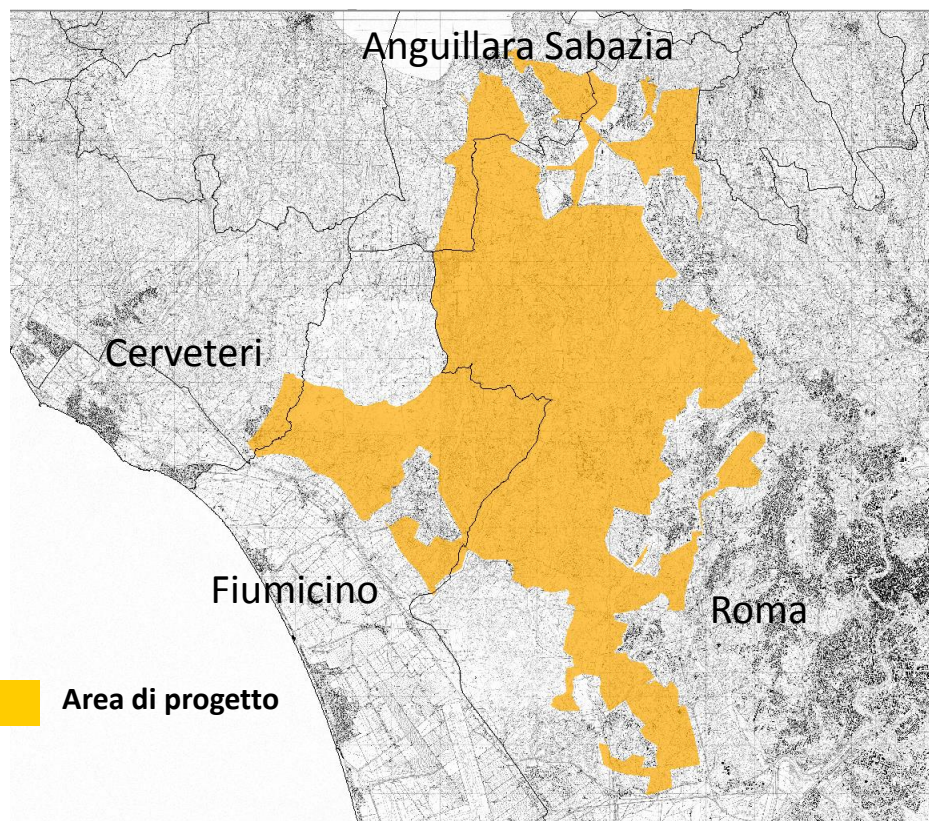 Anguillara Sabazia
Cerveteri
Fiumicino
Roma
Area di progetto